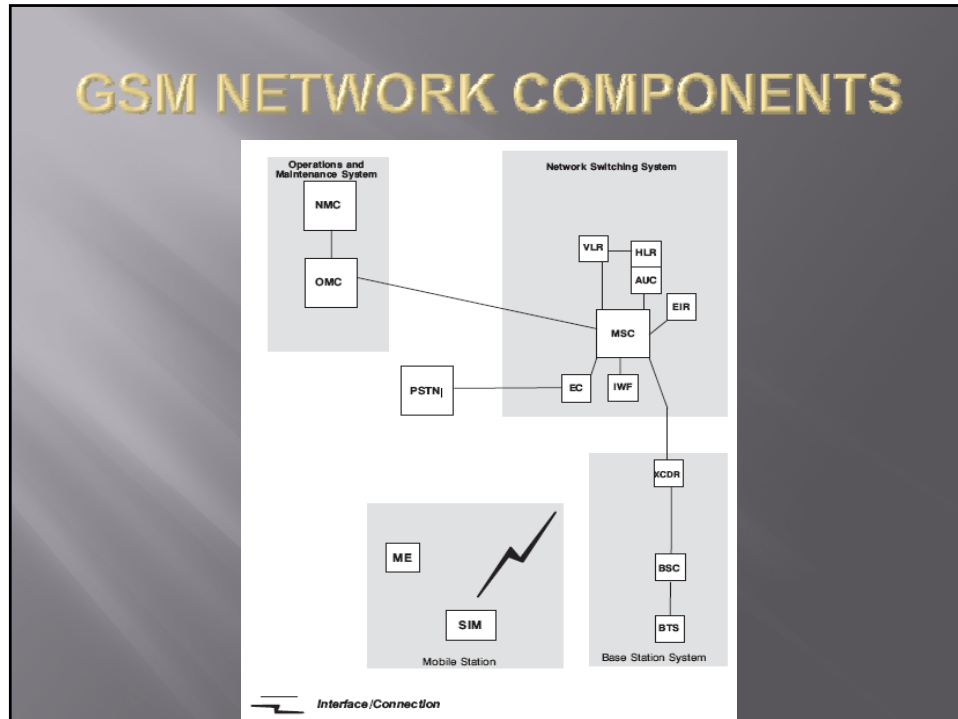 GSM NETWORK COMPONENTS
Operations and
Maintenance System
NMC
OMC
Network Switching System
VLR
HLR
AUC
EIR
MSC
EC
IWF
PSTN
XCDR
BSC
BTS
Base Station System
ME
SIM
Mobile Station
Interface/Connection